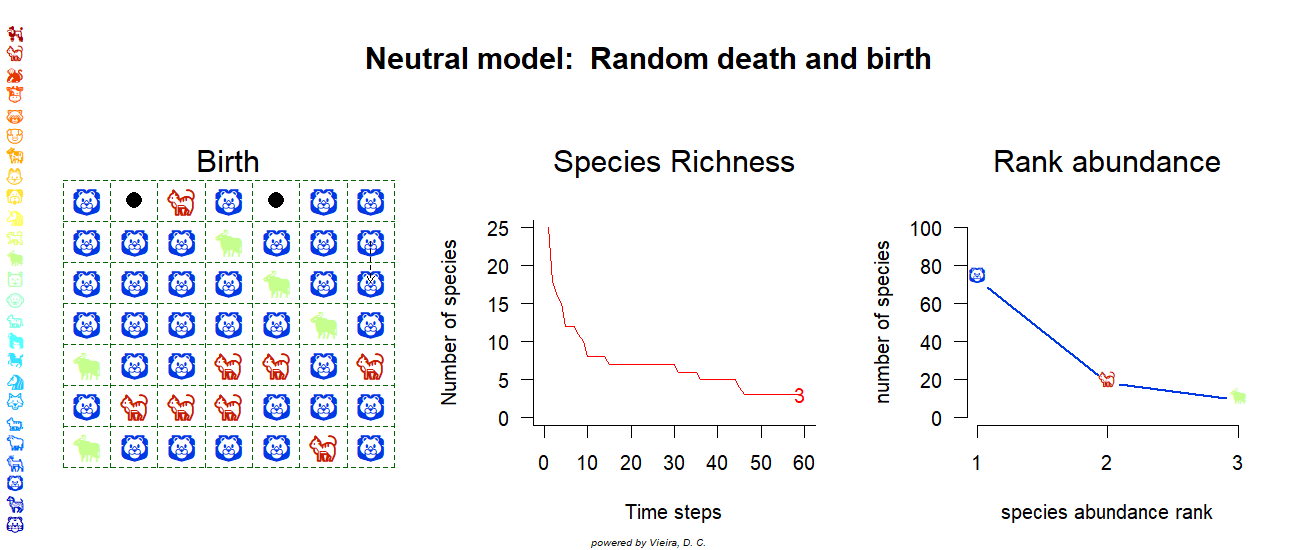 Neutral model:  Random death and birth
Birth
Species Richness
Number of species
25
20
15
10
5
0
3
0 10 20 30 40 50 60
Time steps
Rank abundance
number of species
100
80
60
40
20
0
1 2 3
species abundance rank
powered by Vieira, D. C.